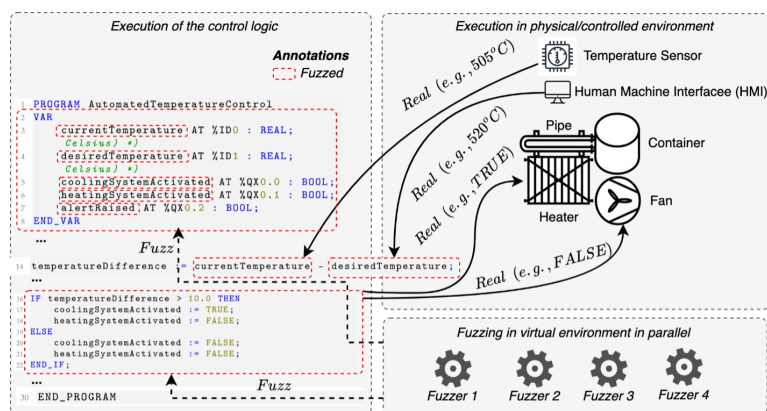 Execution of the control logic
Annotations
Fuzzed
1 PROGRAM AutomatedTemperatureControl
2 VAR
3 currentTemperature AT %ID0 : REAL;
Celsius) *)
4 desiredTemperature AT %ID1 : REAL;
Celsius) *)
5 coolingSystemActivated AT %QX0.0 : BOOL;
6 heatingSystemActivated AT %QX0.1 : BOOL;
7 alertRaised AT %QX0.2 : BOOL;
8 END_VAR
...
Fuzz
14 temperatureDifference := currentTemperature - desiredTemperature;
...
16 IF temperatureDifference > 10.0 THEN
17 coolingSystemActivated := TRUE;
18 heatingSystemActivated := FALSE;
19 ELSE
20 coolingSystemActivated := FALSE;
21 heatingSystemActivated := FALSE;
22 END_IF;
...
Fuzz
30 END_PROGRAM
Execution in physical/controlled environment
Temperature Sensor
Human Machine Interfacee (HMI)
Real (e.g., 505°C)
Real (e.g., 520°C)
Real (e.g., TRUE)
Real (e.g., FALSE)
Pipe
Container
Heater
Fan
Fuzzing in virtual environment in parallel
Fuzzer 1 Fuzzer 2 Fuzzer 3 Fuzzer 4